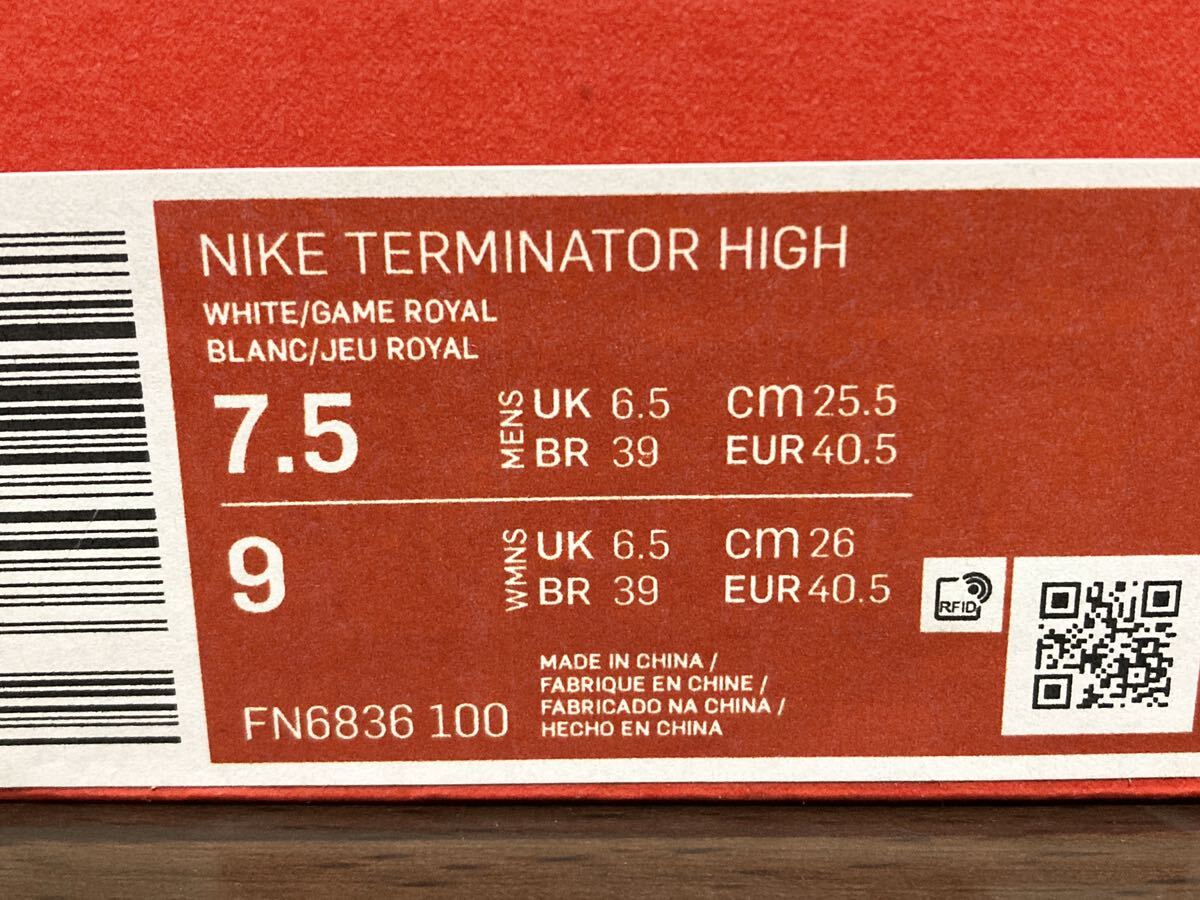 NIKE TERMINATOR HIGH
WHITE/GAME ROYAL
BLANC/JEU ROYAL
7.5 MENS UK 6.5 cm 25.5
BR 39 EUR 40.5
9 WMNS UK 6.5 cm 26
BR 39 EUR 40.5
RFID
MADE IN CHINA /
FABRIQUE EN CHINE /
FABRICADO NA CHINA /
HECHO EN CHINA
FN6836 100